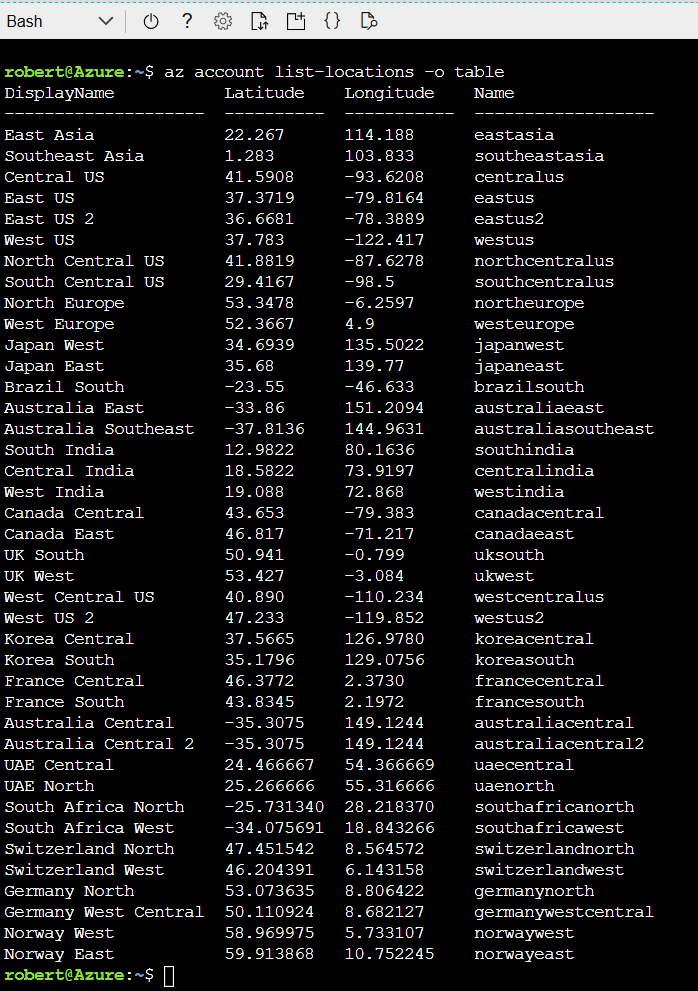 Bash ? {}
robert@Azure:~$ az account list-locations -o table
DisplayName Latitude Longitude Name
-------------------- ---------- ----------- ------------------
East Asia 22.267 114.188 eastasia
Southeast Asia 1.283 103.833 southeastasia
Central US 41.5908 -93.6208 centralus
East US 37.3719 -79.8164 eastus
East US 2 36.6681 -78.3889 eastus2
West US 37.783 -122.417 westus
North Central US 41.8819 -87.6278 northcentralus
South Central US 29.4167 -98.5 southcentralus
North Europe 53.3478 -6.2597 northeurope
West Europe 52.3667 4.9 westeurope
Japan West 34.6939 135.5022 japanwest
Japan East 35.68 139.77 japaneast
Brazil South -23.55 -46.633 brazilsouth
Australia East -33.86 151.2094 australiaeast
Australia Southeast -37.8136 144.9631 australiasoutheast
South India 12.9822 80.1636 southindia
Central India 18.5822 73.9197 centralindia
West India 19.088 72.868 westindia
Canada Central 43.653 -79.383 canadacentral
Canada East 46.817 -71.217 canadaeast
UK South 50.941 -0.799 uksouth
UK West 53.427 -3.084 ukwest
West Central US 40.890 -110.234 westcentralus
West US 2 47.233 -119.852 westus2
Korea Central 37.5665 126.9780 koreacentral
Korea South 35.1796 129.0756 koreasouth
France Central 46.3772 2.3730 francecentral
France South 43.8345 2.1972 francesouth
Australia Central -35.3075 149.1244 australiacentral
Australia Central 2 -35.3075 149.1244 australiacentral2
UAE Central 24.466667 54.366669 uaecentral
UAE North 25.266666 55.316666 uaenorth
South Africa North -25.731340 28.218370 southafricanorth
South Africa West -34.075691 18.843266 southafricawest
Switzerland North 47.451542 8.564572 switzerlandnorth
Switzerland West 46.204391 6.143158 switzerlandwest
Germany North 53.073635 8.806422 germanynorth
Germany West Central 50.110924 8.682127 germanywestcentral
Norway West 58.969975 5.733107 norwaywest
Norway East 59.913868 10.752245 norwayeast
robert@Azure:~$